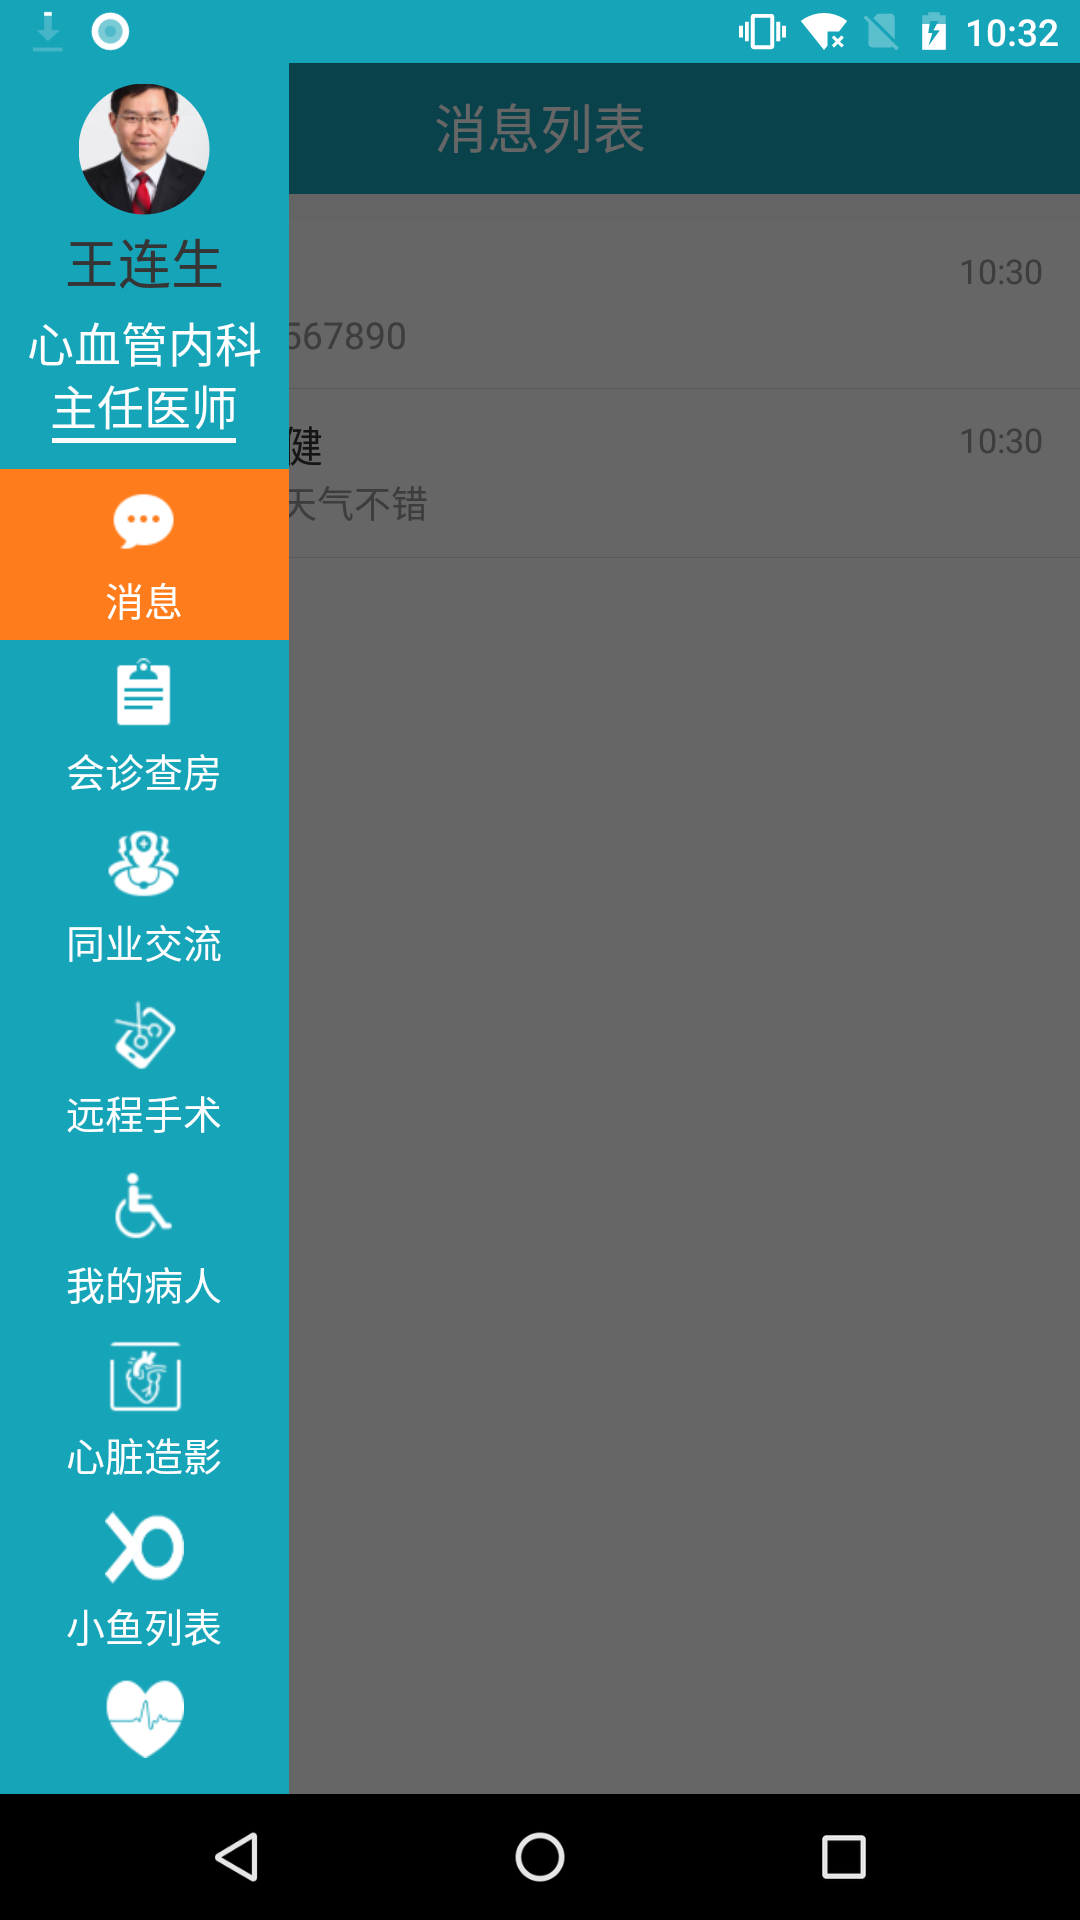 10:32
消息列表
王连生
心血管内科
主任医师
10:30
567890
健
10:30
天气不错
消息
会诊查房
同业交流
远程手术
我的病人
心脏造影
小鱼列表